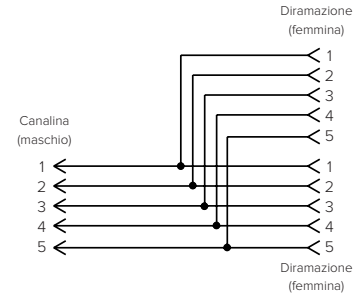 Diramazione
(femmina)
1
2
3
4
5
Canalina
(maschio)
1 1
2 2
3 3
4 4
5 5
Diramazione
(femmina)